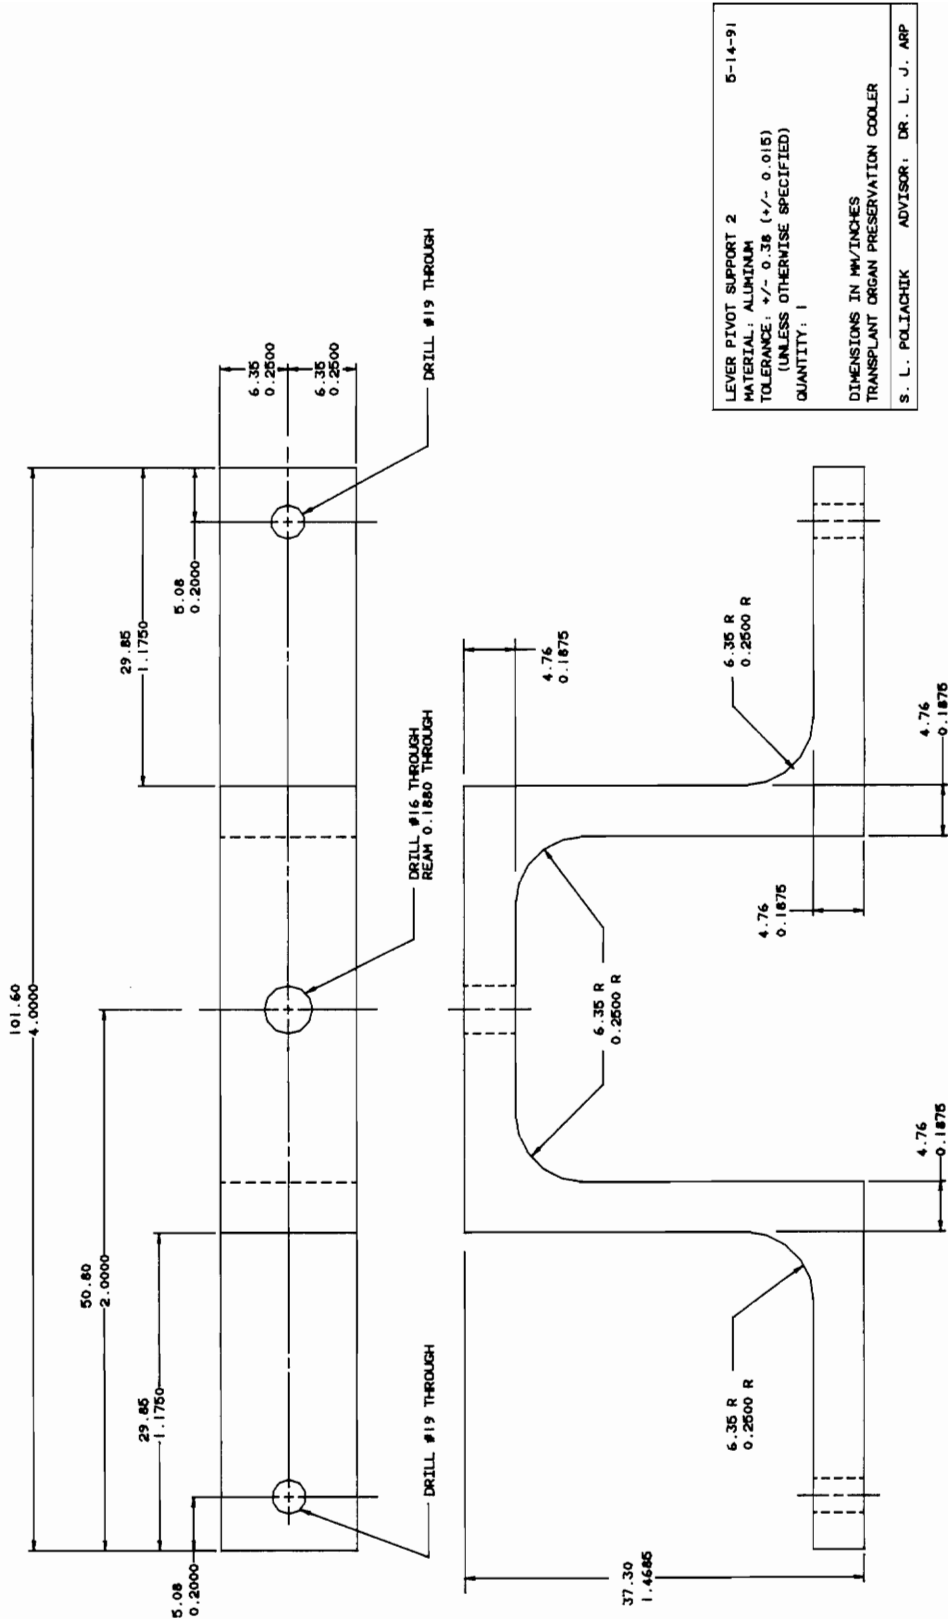 101.60
4.0000
50.80
2.0000
29.85
1.1750
29.85
1.1750
5.08
0.2000
5.08
0.2000
6.35
0.2500
6.35
0.2500
DRILL #19 THROUGH
DRILL #16 THROUGH
REAM 0.1880 THROUGH
DRILL #19 THROUGH
37.30
1.4685
6.35 R
0.2500 R
6.35 R
0.2500 R
6.35 R
0.2500 R
4.76
0.1875
4.76
0.1875
4.76
0.1875
4.76
0.1875
LEVER PIVOT SUPPORT 2 5-14-91
MATERIAL: ALUMINUM
TOLERANCE: +/- 0.38 (+/- 0.015)
(UNLESS OTHERWISE SPECIFIED)
QUANTITY: 1
DIMENSIONS IN MM/INCHES
TRANSPLANT ORGAN PRESERVATION COOLER
S. L. POLIACHIK ADVISOR: DR. L. J. ARP